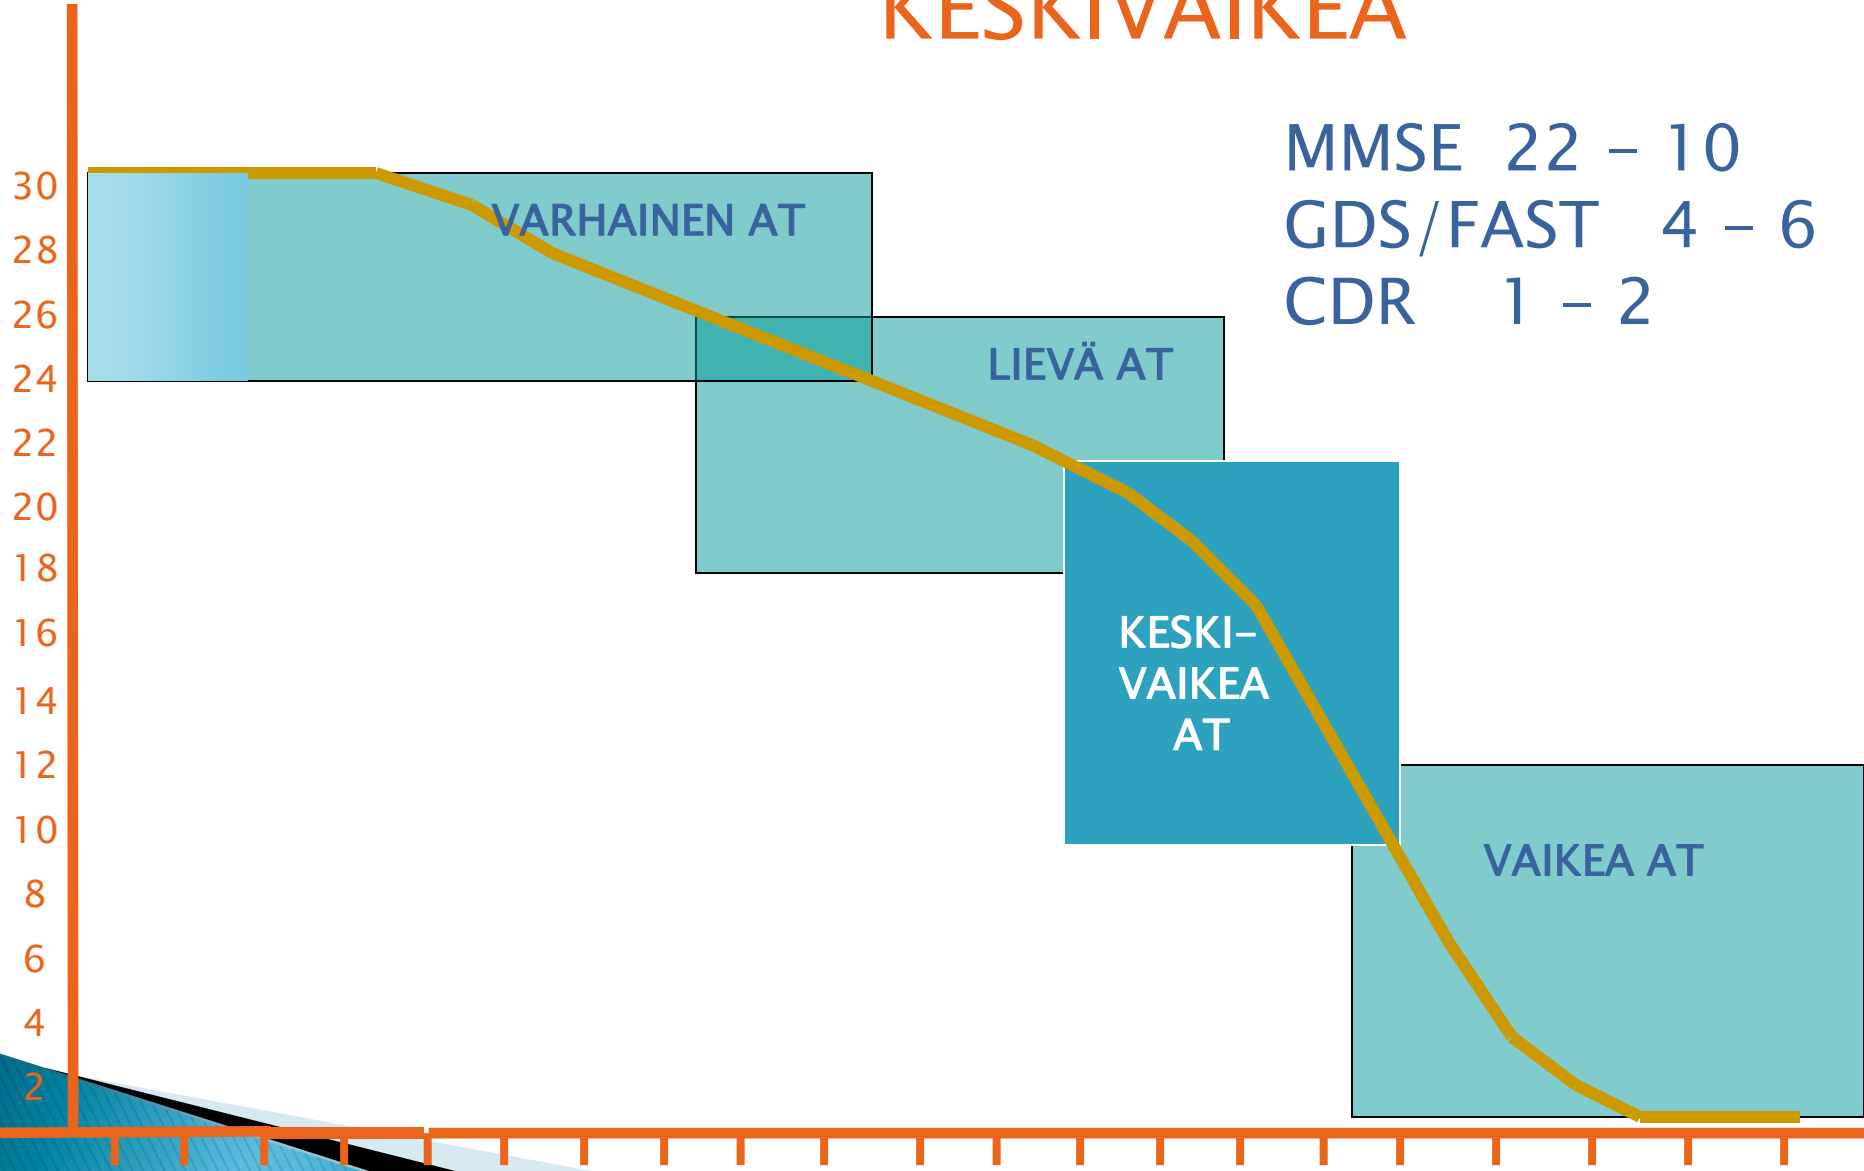 KESKIVAIKEA
MMSE 22 – 10
GDS/FAST 4 – 6
CDR 1 – 2
30
28
26
24
22
20
18
16
14
12
10
8
6
4
2
VARHAINEN AT
LIEVÄ AT
KESKI–
VAIKEA
AT
VAIKEA AT